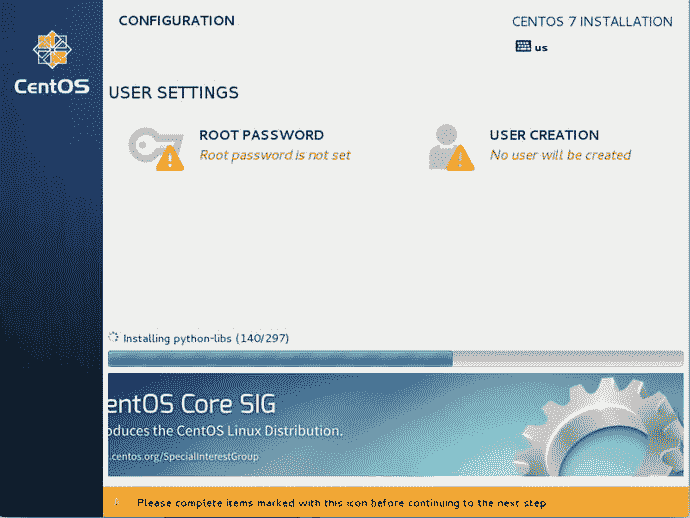 CONFIGURATION
CENTOS 7 INSTALLATION
us
CentOS
USER SETTINGS
ROOT PASSWORD
Root password is not set
USER CREATION
No user will be created
Installing python-libs (140/297)
entOS Core SIG
oduces the CentOS Linux Distribution.
.centos.org/SpecialInterestGroup
Please complete items marked with this icon before continuing to the next step